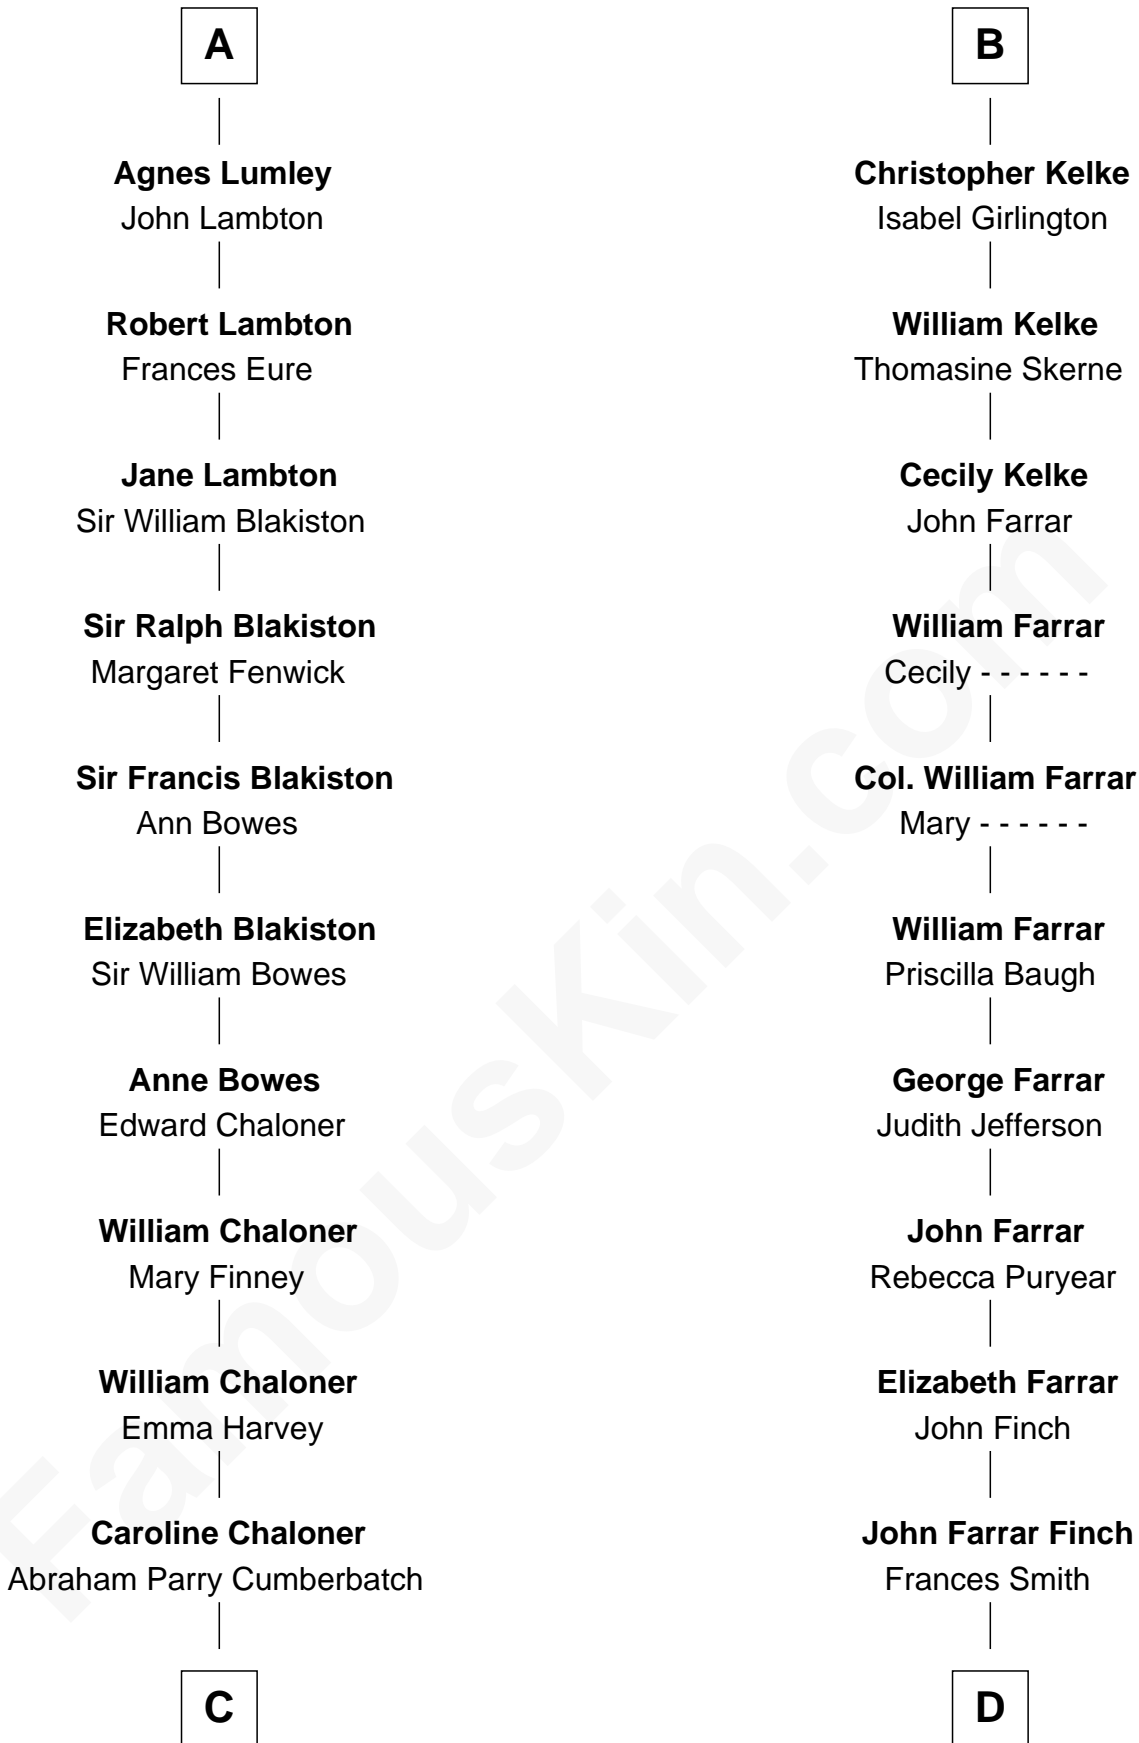 A
Agnes Lumley
John Lambton
Robert Lambton
Frances Eure
Jane Lambton
Sir William Blakiston
Sir Ralph Blakiston
Margaret Fenwick
Sir Francis Blakiston
Ann Bowes
Elizabeth Blakiston
Sir William Bowes
Anne Bowes
Edward Chaloner
William Chaloner
Mary Finney
William Chaloner
Emma Harvey
Caroline Chaloner
Abraham Parry Cumberbatch
C
B
Christopher Kelke
Isabel Girlington
William Kelke
Thomasine Skerne
Cecily Kelke
John Farrar
William Farrar
Cecily - - - - - -
Col. William Farrar
Mary - - - - - -
William Farrar
Priscilla Baugh
George Farrar
Judith Jefferson
John Farrar
Rebecca Puryear
Elizabeth Farrar
John Finch
John Farrar Finch
Frances Smith
D
FamousKin.com